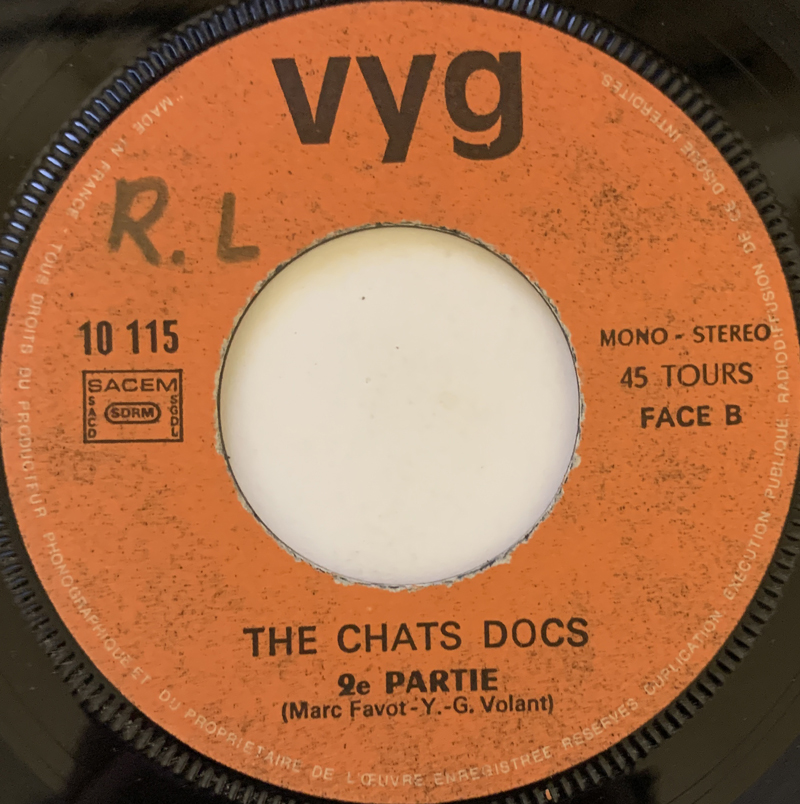 vyg
R. L
10 115
SACEM
SACD
SDRM
SGDL
MONO - STEREO
45 TOURS
FACE B
THE CHATS DOCS
2e PARTIE
(Marc Favot-Y.-G. Volant)
"MADE IN FRANCE" TOUS DROITS DU PRODUCTEUR PHONOGRAPHIQUE ET DU PROPRIETAIRE DE L'ŒUVRE ENREGISTREE RESERVES DUPLICATION EXECUTION PUBLIQUE RADIODIFFUSION DE CE DISQUE INTERDITES